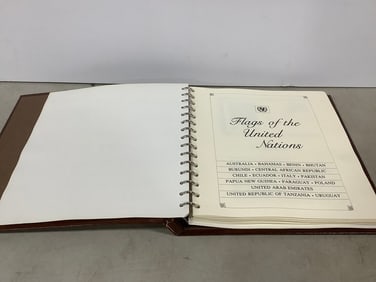 Flags of the
United
Nations
AUSTRALIA • BAHAMAS • BENIN • BHUTAN
BURUNDI • CENTRAL AFRICAN REPUBLIC
CHILE • ECUADOR • ITALY • PAKISTAN
PAPUA NEW GUINEA • PARAGUAY • POLAND
UNITED ARAB EMIRATES
UNITED REPUBLIC OF TANZANIA • URUGUAY